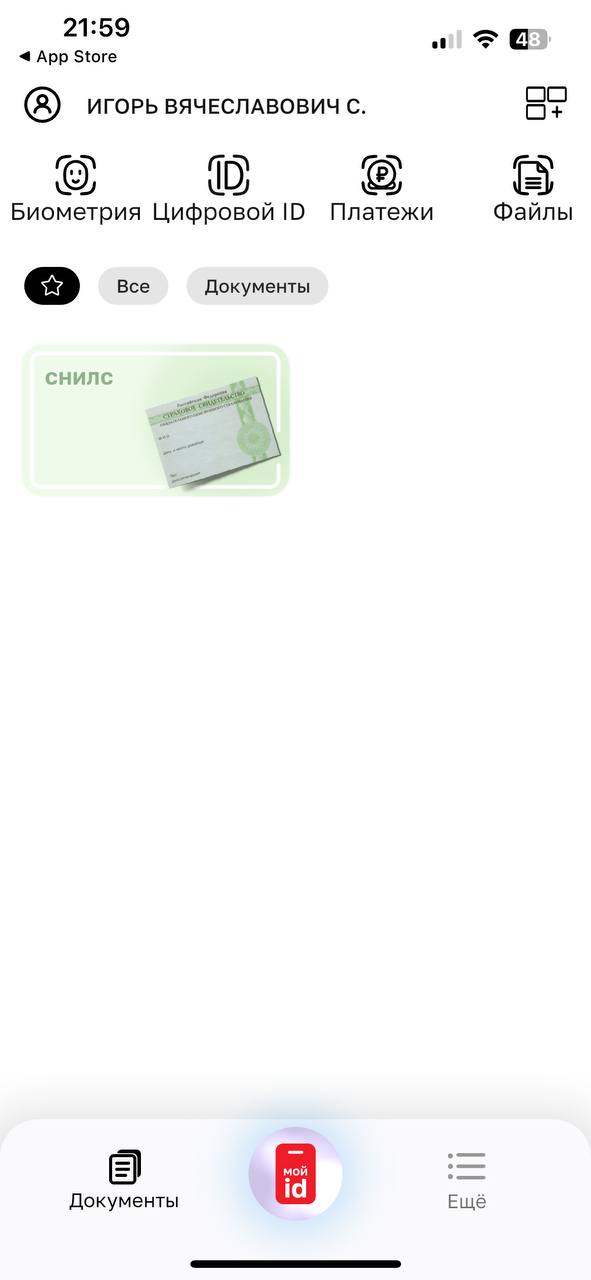 21:59
48
App Store
ИГОРЬ ВЯЧЕСЛАВОВИЧ С.
Биометрия Цифровой ID Платежи Файлы
Все Документы
СНИЛС
Российская Федерация
СТРАХОВОЕ СВИДЕТЕЛЬСТВО
Документы
мой
id
Ещё